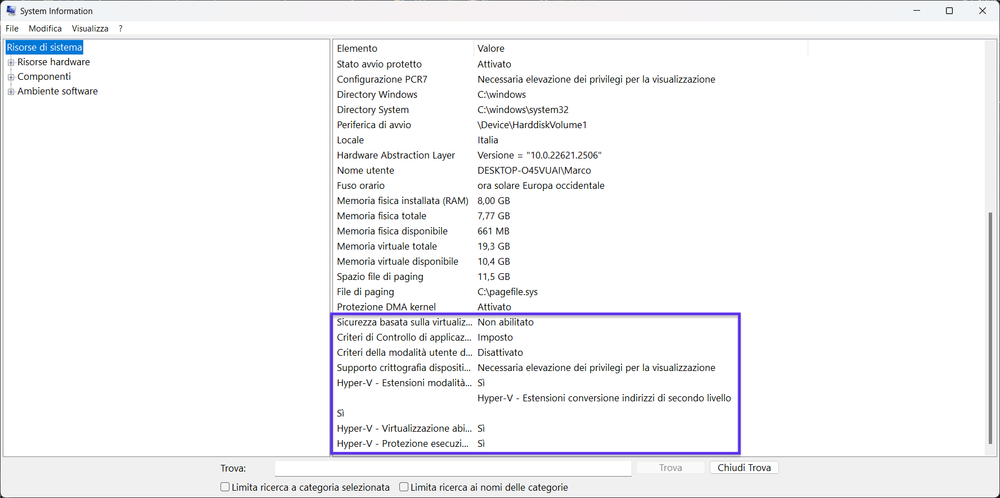 System Information
File Modifica Visualizza ?
Risorse di sistema
Risorse hardware
Componenti
Ambiente software
Elemento Valore
Stato avvio protetto Attivato
Configurazione PCR7 Necessaria elevazione dei privilegi per la visualizzazione
Directory Windows C:\windows
Directory System C:\windows\system32
Periferica di avvio \Device\HarddiskVolume1
Locale Italia
Hardware Abstraction Layer Versione = "10.0.22621.2506"
Nome utente DESKTOP-O45VUAI\Marco
Fuso orario ora solare Europa occidentale
Memoria fisica installata (RAM) 8,00 GB
Memoria fisica totale 7,77 GB
Memoria fisica disponibile 661 MB
Memoria virtuale totale 19,3 GB
Memoria virtuale disponibile 10,4 GB
Spazio file di paging 11,5 GB
File di paging C:\pagefile.sys
Protezione DMA kernel Attivato
Sicurezza basata sulla virtualiz... Non abilitato
Criteri di Controllo di applicaz... Imposto
Criteri della modalità utente d... Disattivato
Supporto crittografia dispositi... Necessaria elevazione dei privilegi per la visualizzazione
Hyper-V - Estensioni modalità... Sì
Hyper-V - Estensioni conversione indirizzi di secondo livello
Sì
Hyper-V - Virtualizzazione abi... Sì
Hyper-V - Protezione esecuzi... Sì
Trova: Trova Chiudi Trova
Limita ricerca a categoria selezionata Limita ricerca ai nomi delle categorie